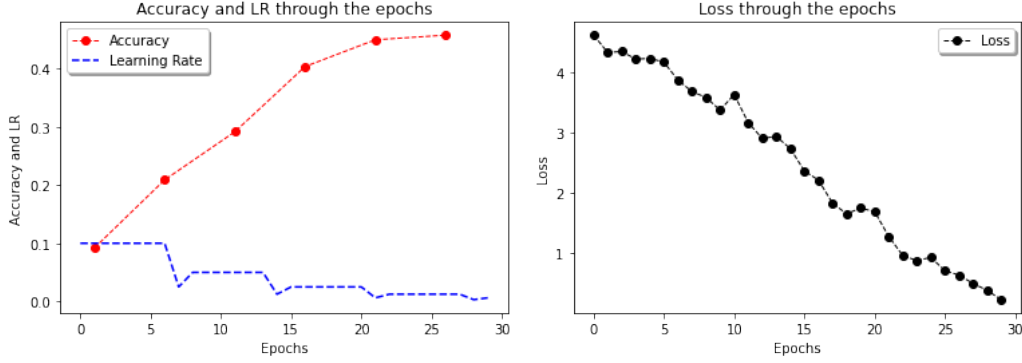 Accuracy and LR through the epochs
Accuracy
Learning Rate
Accuracy and LR
0.4
0.3
0.2
0.1
0.0
0 5 10 15 20 25 30
Epochs
Loss through the epochs
Loss
Loss
4
3
2
1
0 5 10 15 20 25 30
Epochs